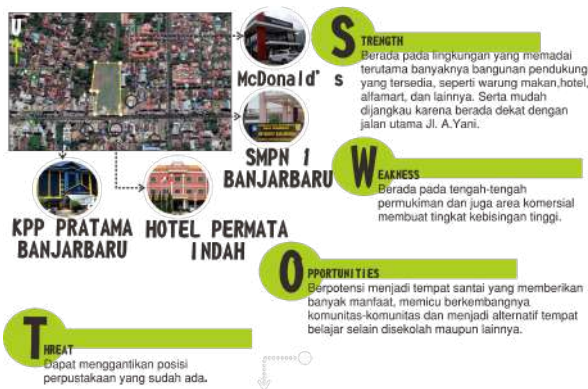 U
McDonald's
SMPN 1
BANJARBARU
KPP PRATAMA
BANJARBARU
HOTEL PERMATA
INDAH
STRENGTH
Berada pada lingkungan yang memadai
terutama banyaknya bangunan pendukung
yang tersedia, seperti warung makan,hotel,
alfamart, dan lainnya. Serta mudah
dijangkau karena berada dekat dengan
jalan utama Jl. A.Yani.
WEAKNESS
Berada pada tengah-tengah
permukiman dan juga area komersial
membuat tingkat kebisingan tinggi.
OPPORTUNITIES
Berpotensi menjadi tempat santai yang memberikan
banyak manfaat, memicu berkembangnya
komunitas-komunitas dan menjadi alternatif tempat
belajar selain disekolah maupun lainnya.
THREAT
Dapat menggantikan posisi
perpustakaan yang sudah ada.